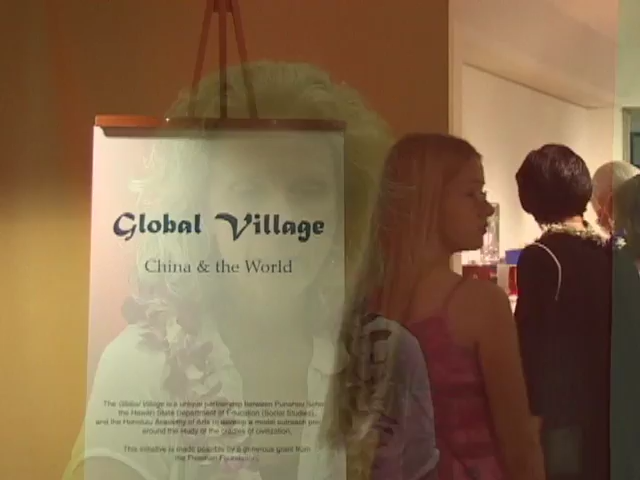 Global Village
China & the World
The Global Village is a unique partnership between Punahou School
the Hawaii State Department of Education (Social Studies),
and the Honolulu Academy of Arts to develop a model outreach
around the study of the cultures of civilization.
This initiative is made possible by a generous grant from
the Freeman Foundation.